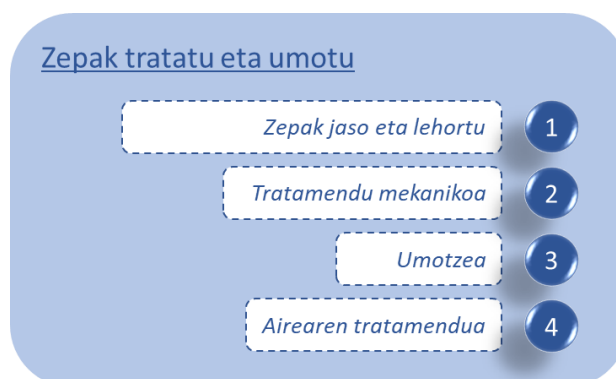 Zepak tratatu eta umotu
Zepak jaso eta lehortu 1
Tratamendu mekanikoa 2
Umotzea 3
Airearen tratamendua 4